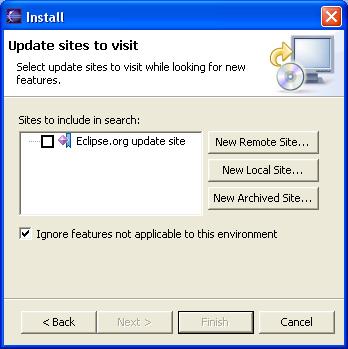 Install
Update sites to visit
Select update sites to visit while looking for new
features.
Sites to include in search:
Eclipse.org update site
New Remote Site...
New Local Site...
New Archived Site...
Ignore features not applicable to this environment
< Back
Next >
Finish
Cancel